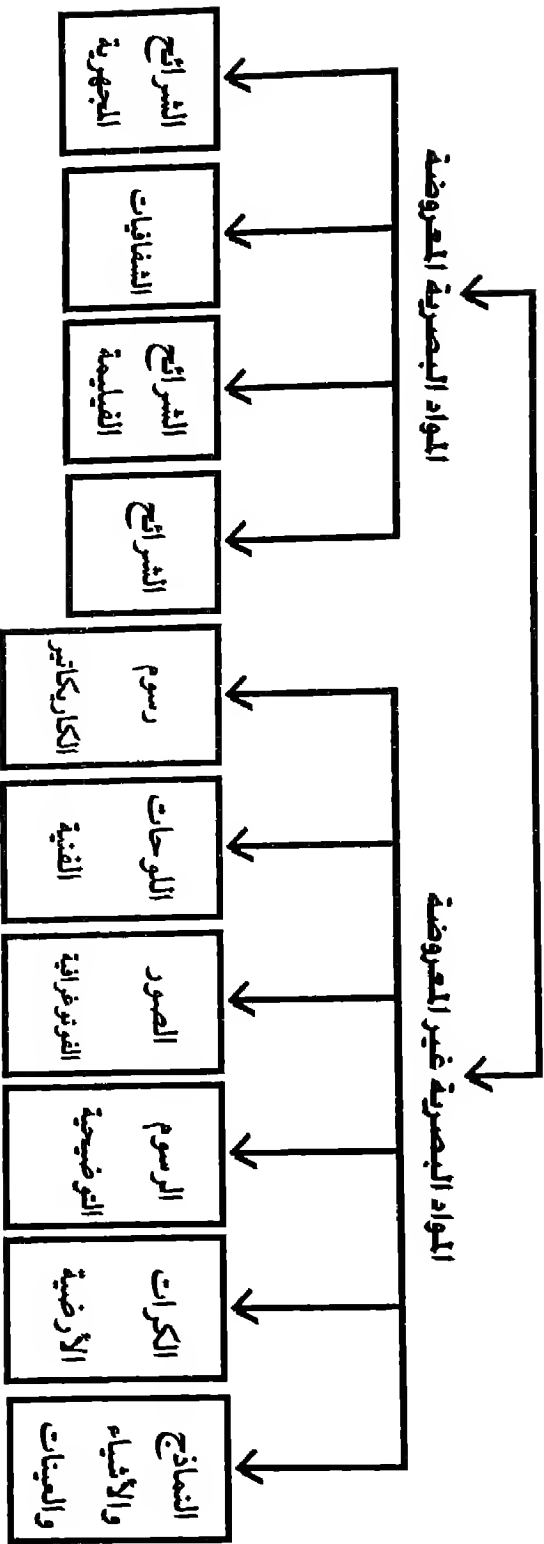 المواد البصرية المعروضة
المواد البصرية غير المعروضة
الشرائح
المجهرية
الشفافيات
الشرائح
الفيليمة
الشرائح
رسوم
الكاريكاتير
اللوحات
الفنية
الصور
الفوتوغرافية
الرسوم
التوضيحية
الكرات
الأرضية
النماذج
والأشياء
والعينات